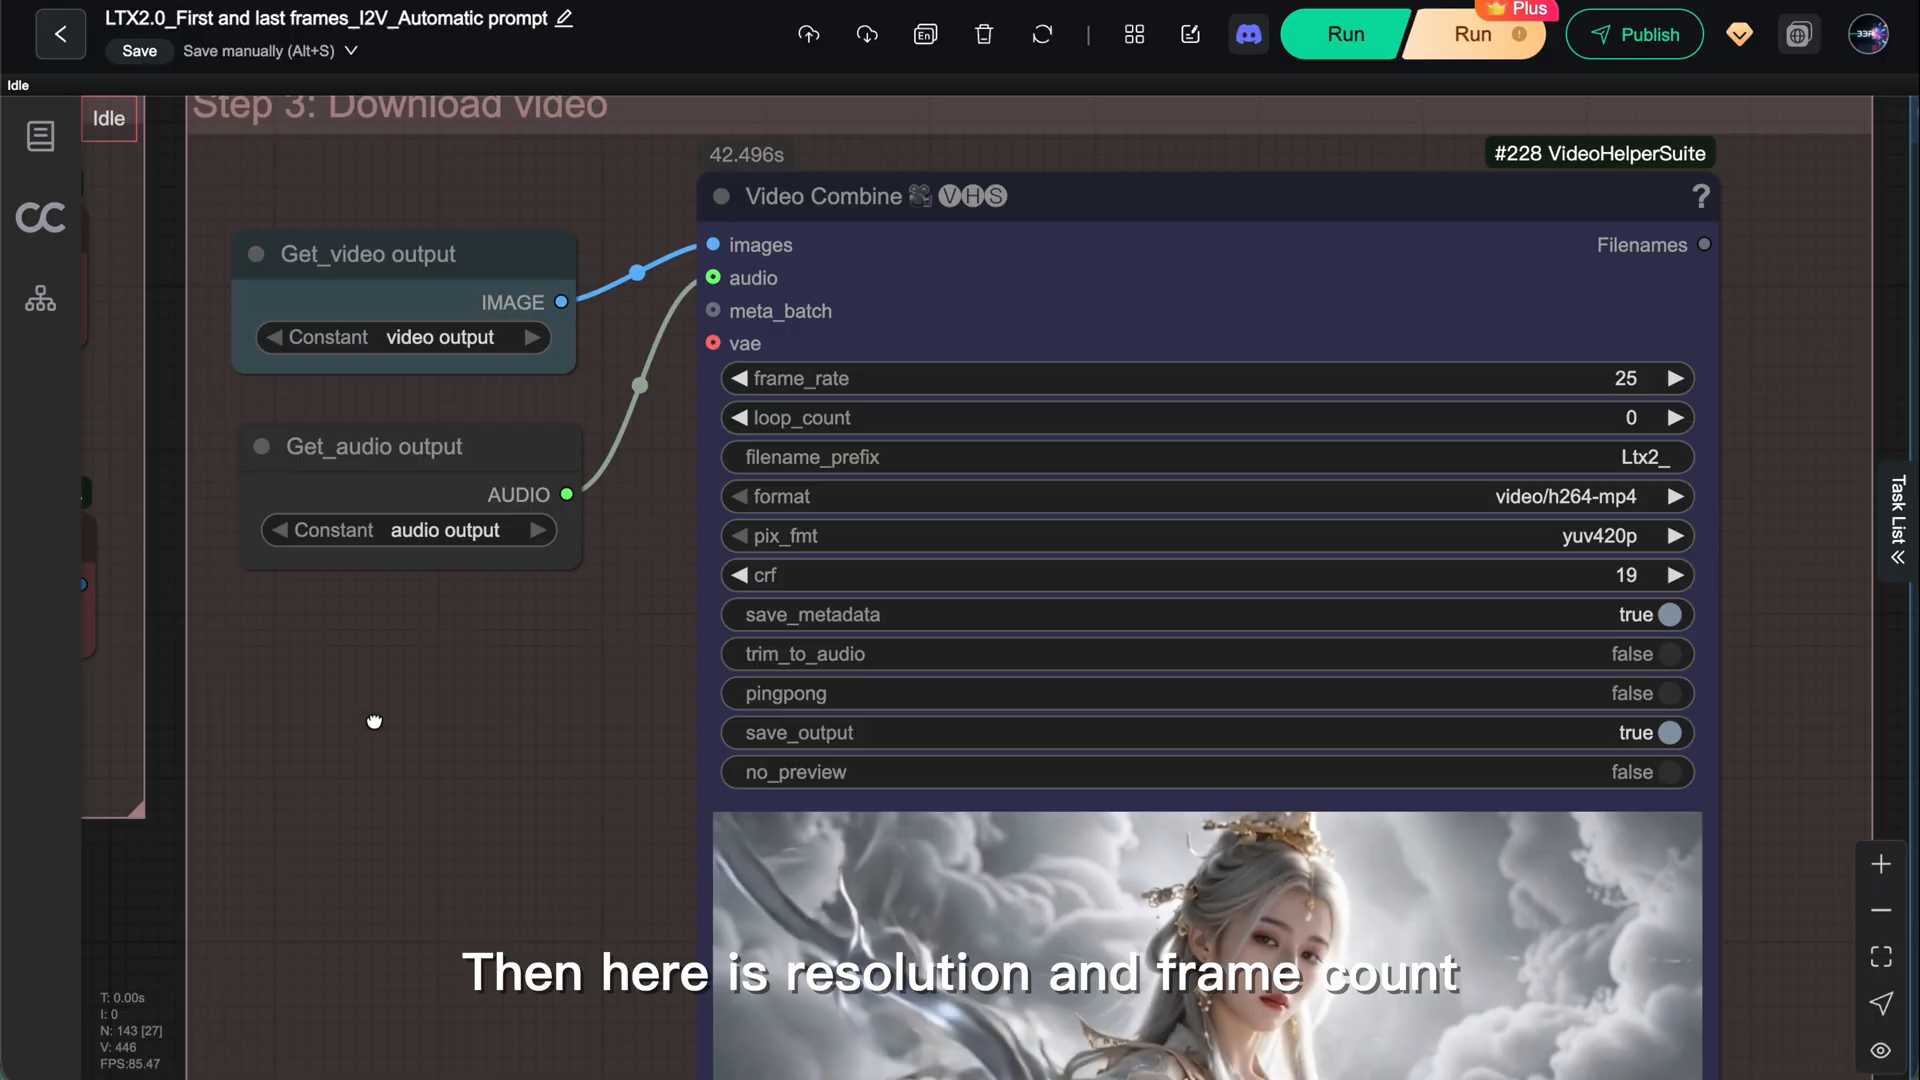 LTX2.0_First and last frames_I2V_Automatic prompt
Save
Save manually (Alt+S)
En
Run
Run
Plus
Publish
-33R-
Idle
Idle
CC
Step 3: Download video
42.496s
#228 VideoHelperSuite
Video Combine VHS
?
Get_video output
IMAGE
Constant video output
Get_audio output
AUDIO
Constant audio output
images
Filenames
audio
meta_batch
vae
frame_rate 25
loop_count 0
filename_prefix Ltx2_
format video/h264-mp4
pix_fmt yuv420p
crf 19
save_metadata true
trim_to_audio false
pingpong false
save_output true
no_preview false
Task List
Then here is resolution and frame count
T: 0.00s
I: 0
N: 143 [27]
V: 446
FPS:85.47